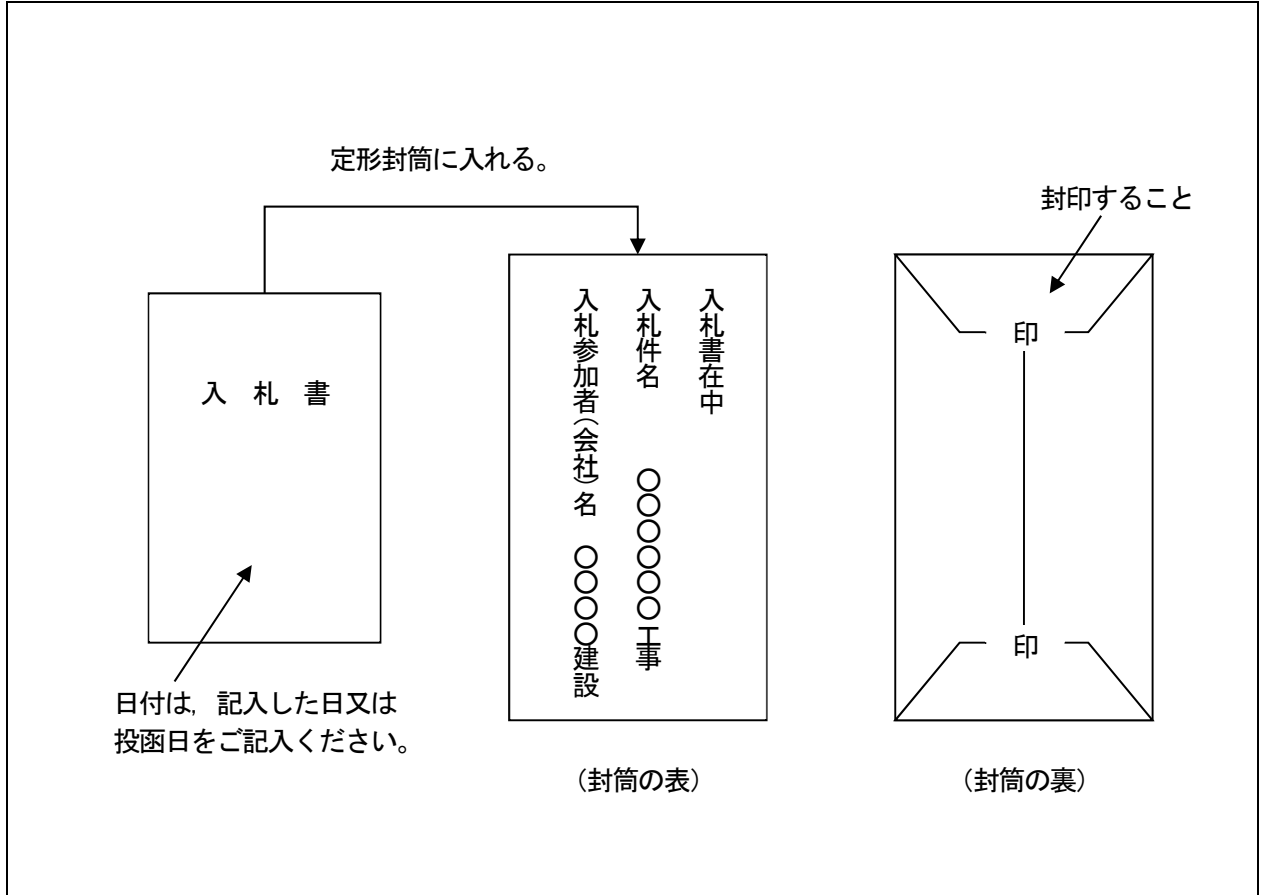 定形封筒に入れる。
封印すること
入　札　書
日付は，記入した日又は
投函日をご記入ください。
入札書在中
入札件名　　〇〇〇〇〇〇工事
入札参加者（会社）名　〇〇〇〇建設
（封筒の表）
印
印
（封筒の裏）